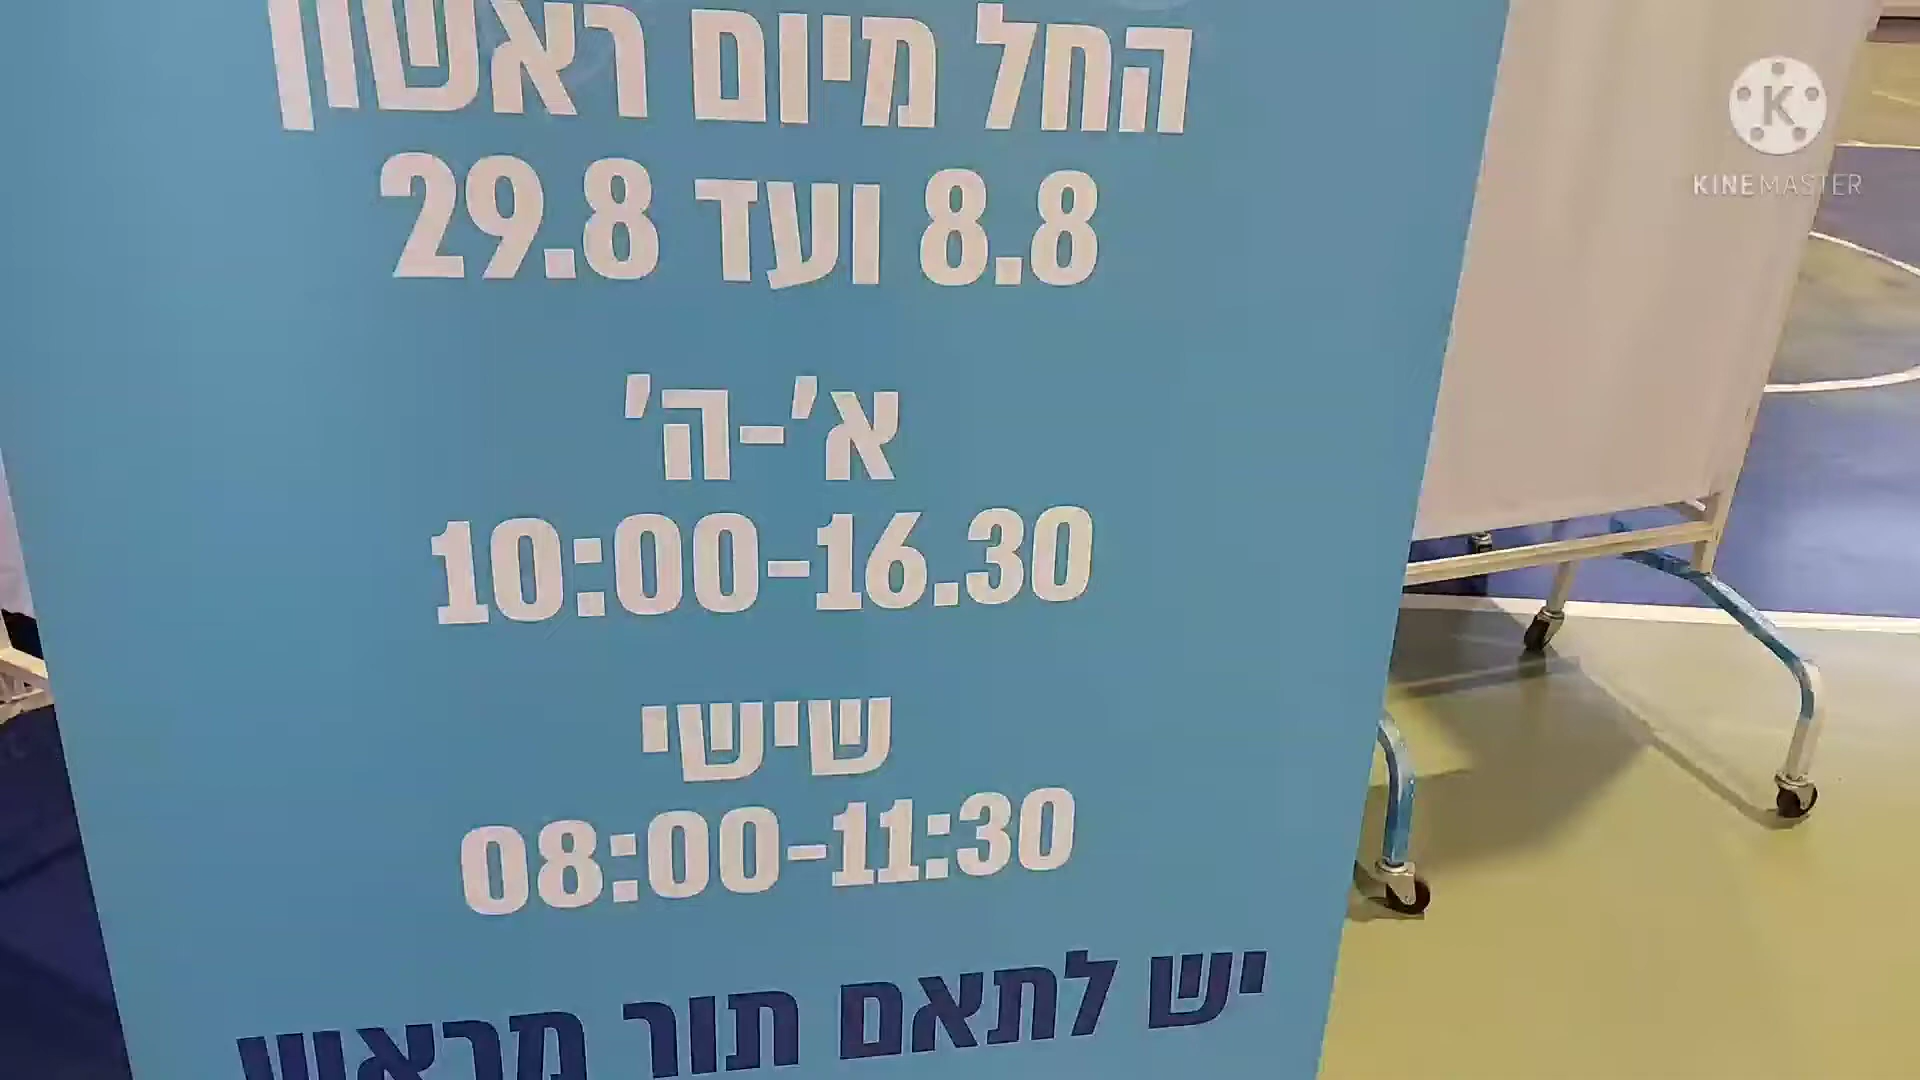 החל מיום ראשון
8.8 ועד 29.8
א'-ה'
10:00-16.30
שישי
08:00-11:30
יש לתאם תור מראש
K
KINEMASTER